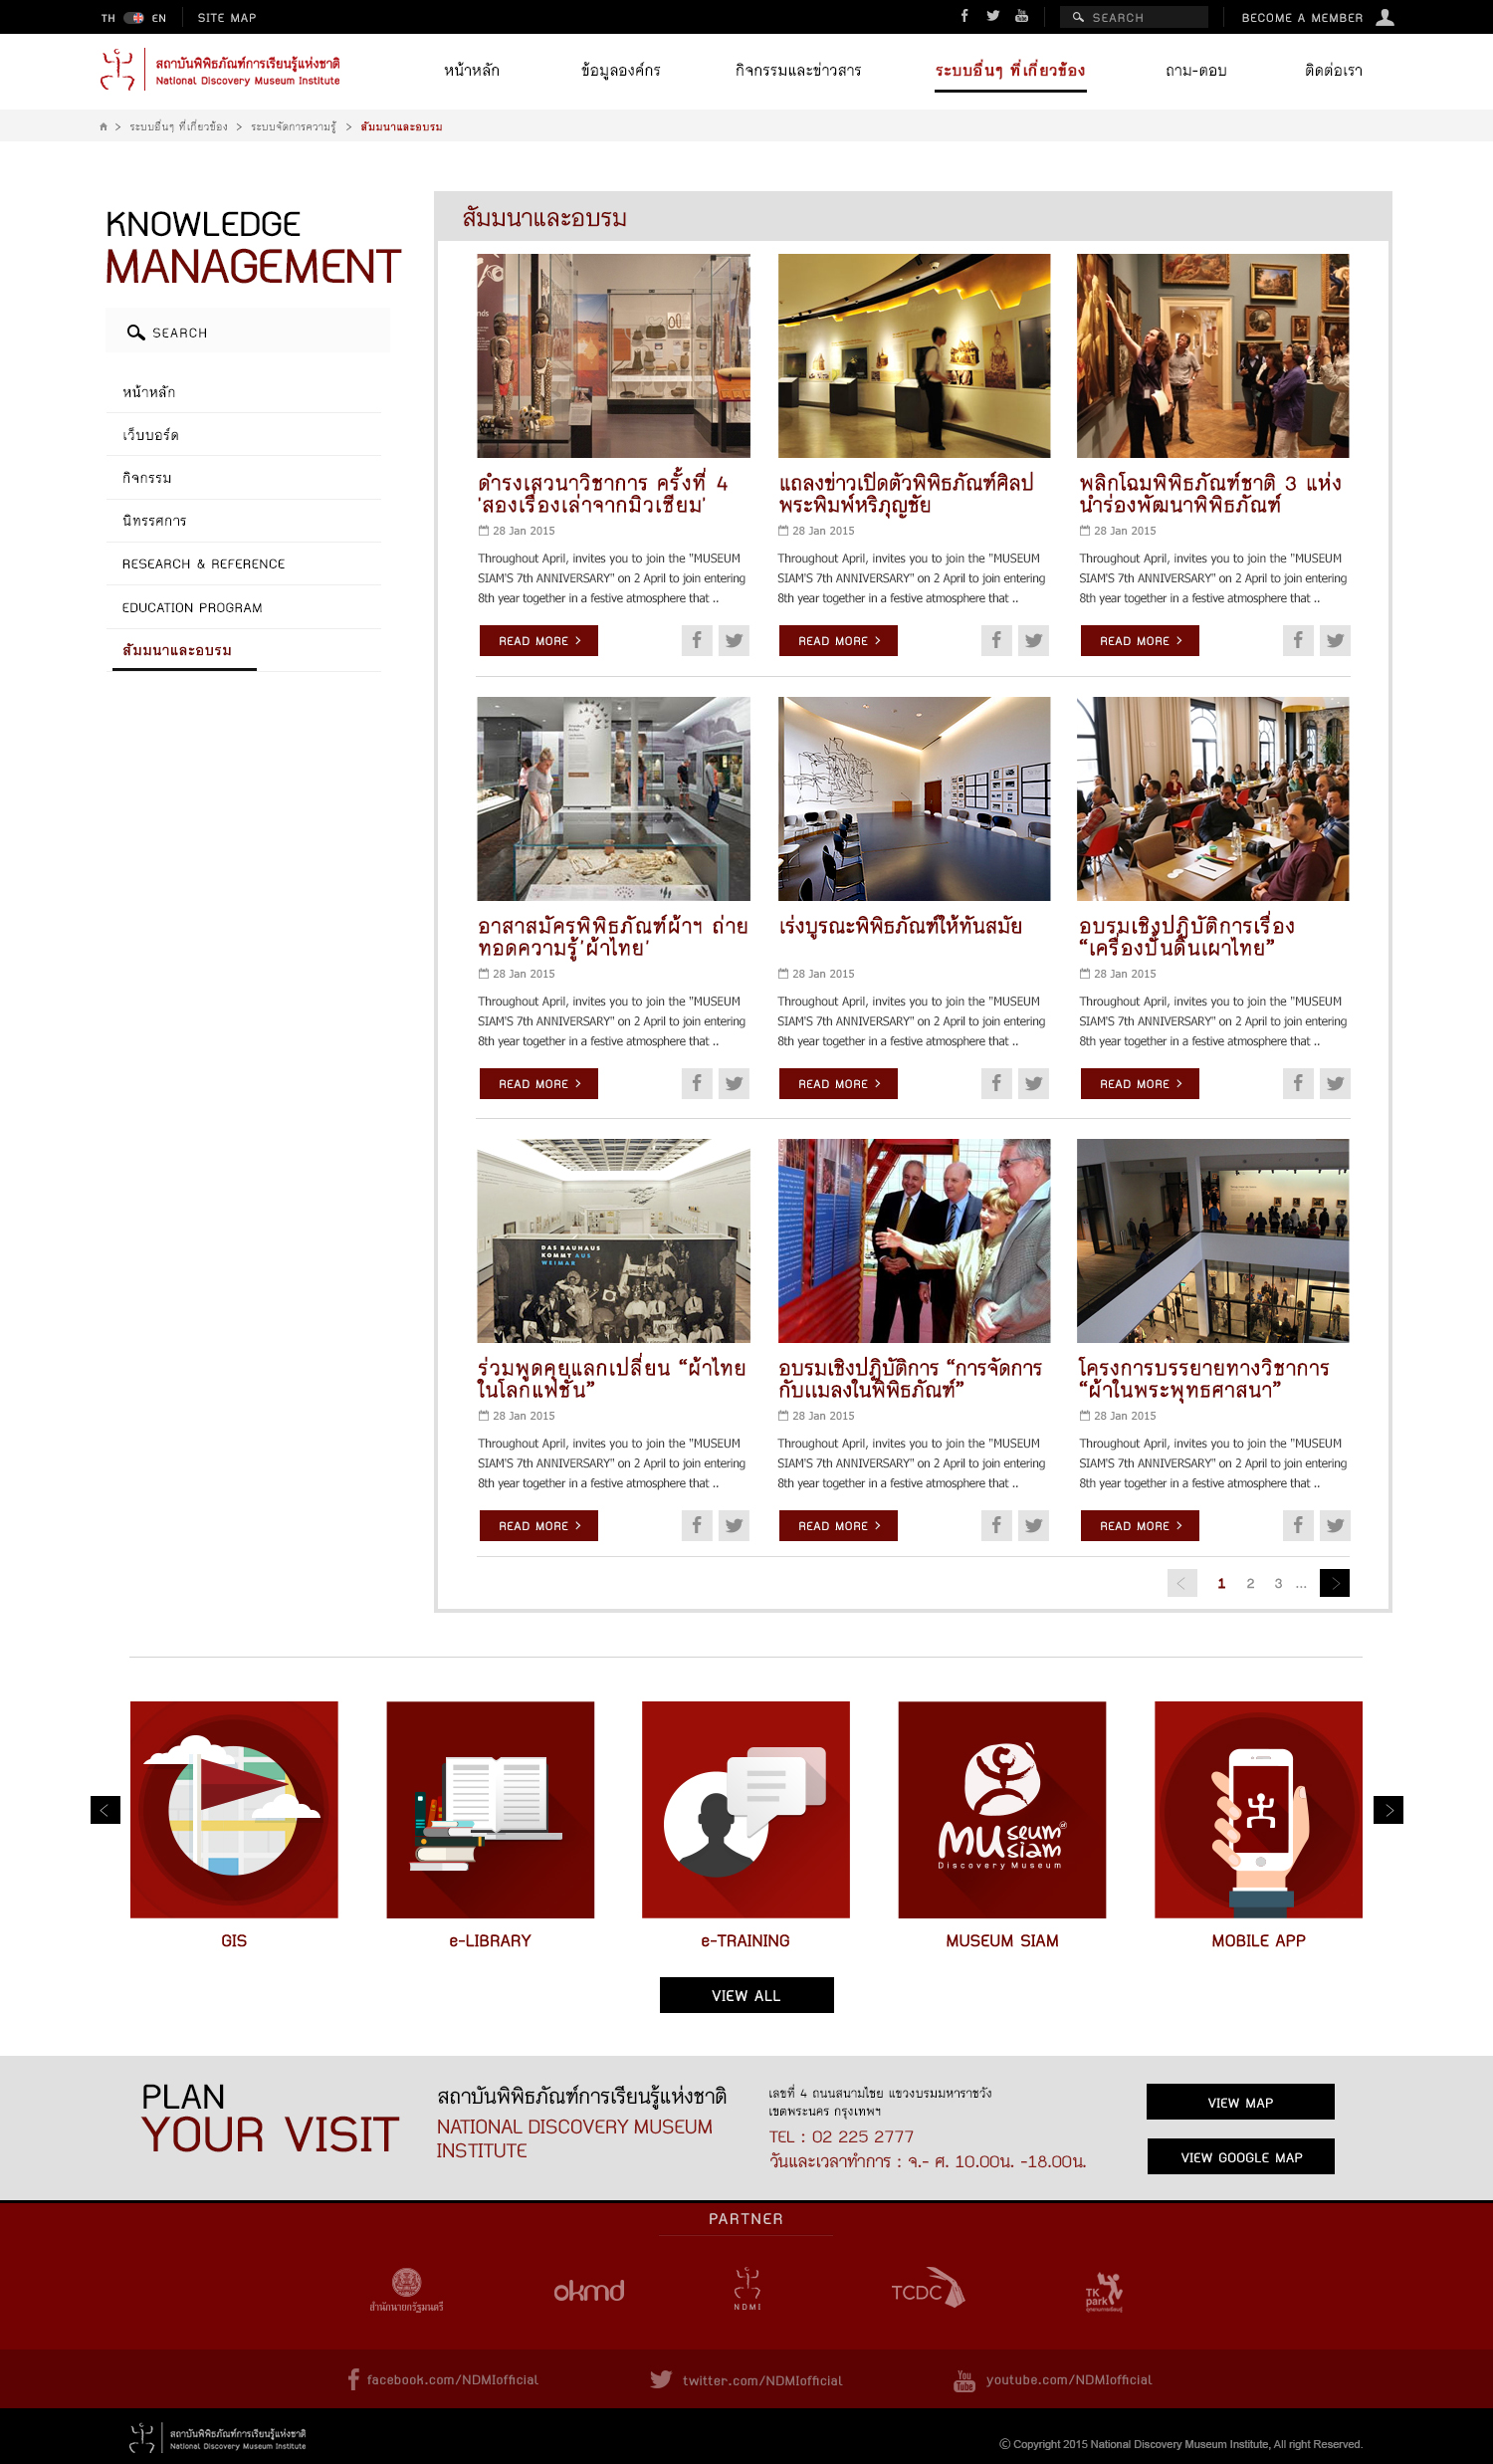 TH EN SITE MAP SEARCH BECOME A MEMBER
สถาบันพิพิธภัณฑ์การเรียนรู้แห่งชาติ
National Discovery Museum Institute
หน้าหลัก ข้อมูลองค์กร กิจกรรมและข่าวสาร ระบบอื่นๆ ที่เกี่ยวข้อง ถาม-ตอบ ติดต่อเรา
> ระบบอื่นๆ ที่เกี่ยวข้อง > ระบบจัดการความรู้ > สัมมนาและอบรม
KNOWLEDGE
MANAGEMENT
SEARCH
หน้าหลัก
เว็บบอร์ด
กิจกรรม
นิทรรศการ
RESEARCH & REFERENCE
EDUCATION PROGRAM
สัมมนาและอบรม
สัมมนาและอบรม
ดำรงเสวนาวิชาการ ครั้งที่ 4
'สองเรื่องเล่าจากมิวเซียม'
28 Jan 2015
Throughout April, invites you to join the "MUSEUM
SIAM'S 7th ANNIVERSARY" on 2 April to join entering
8th year together in a festive atmosphere that ..
READ MORE >
แถลงข่าวเปิดตัวพิพิธภัณฑ์ศิลป
พระพิมพ์หริภุญชัย
28 Jan 2015
Throughout April, invites you to join the "MUSEUM
SIAM'S 7th ANNIVERSARY" on 2 April to join entering
8th year together in a festive atmosphere that ..
READ MORE >
พลิกโฉมพิพิธภัณฑ์ชาติ 3 แห่ง
นำร่องพัฒนาพิพิธภัณฑ์
28 Jan 2015
Throughout April, invites you to join the "MUSEUM
SIAM'S 7th ANNIVERSARY" on 2 April to join entering
8th year together in a festive atmosphere that ..
READ MORE >
อาสาสมัครพิพิธภัณฑ์ผ้าฯ ถ่าย
ทอดความรู้'ผ้าไทย'
28 Jan 2015
Throughout April, invites you to join the "MUSEUM
SIAM'S 7th ANNIVERSARY" on 2 April to join entering
8th year together in a festive atmosphere that ..
READ MORE >
เร่งบูรณะพิพิธภัณฑ์ให้ทันสมัย
28 Jan 2015
Throughout April, invites you to join the "MUSEUM
SIAM'S 7th ANNIVERSARY" on 2 April to join entering
8th year together in a festive atmosphere that ..
READ MORE >
อบรมเชิงปฏิบัติการเรื่อง
“เครื่องปั้นดินเผาไทย”
28 Jan 2015
Throughout April, invites you to join the "MUSEUM
SIAM'S 7th ANNIVERSARY" on 2 April to join entering
8th year together in a festive atmosphere that ..
READ MORE >
DAS BAUHAUS
KOMMT AUS
WEIMAR
ร่วมพูดคุยแลกเปลี่ยน “ผ้าไทย
ในโลกแฟชั่น”
28 Jan 2015
Throughout April, invites you to join the "MUSEUM
SIAM'S 7th ANNIVERSARY" on 2 April to join entering
8th year together in a festive atmosphere that ..
READ MORE >
อบรมเชิงปฏิบัติการ “การจัดการ
กับแมลงในพิพิธภัณฑ์”
28 Jan 2015
Throughout April, invites you to join the "MUSEUM
SIAM'S 7th ANNIVERSARY" on 2 April to join entering
8th year together in a festive atmosphere that ..
READ MORE >
โครงการบรรยายทางวิชาการ
“ผ้าในพระพุทธศาสนา”
28 Jan 2015
Throughout April, invites you to join the "MUSEUM
SIAM'S 7th ANNIVERSARY" on 2 April to join entering
8th year together in a festive atmosphere that ..
READ MORE >
< 1 2 3 ... >
museum siam
Discovery Museum
GIS e-LIBRARY e-TRAINING MUSEUM SIAM MOBILE APP
VIEW ALL
PLAN
YOUR VISIT
สถาบันพิพิธภัณฑ์การเรียนรู้แห่งชาติ
NATIONAL DISCOVERY MUSEUM
INSTITUTE
เลขที่ 4 ถนนสนามไชย แขวงบรมมหาราชวัง
เขตพระนคร กรุงเทพฯ
TEL : 02 225 2777
วันและเวลาทำการ : จ.- ศ. 10.00น. -18.00น.
VIEW MAP
VIEW GOOGLE MAP
PARTNER
สำนักนายกรัฐมนตรี
okmd
NDMI
TCDC
TK
park
facebook.com/NDMIofficial twitter.com/NDMIofficial You Tube youtube.com/NDMIofficial
สถาบันพิพิธภัณฑ์การเรียนรู้แห่งชาติ
National Discovery Museum Institute
© Copyright 2015 National Discovery Museum Institute, All right Reserved.